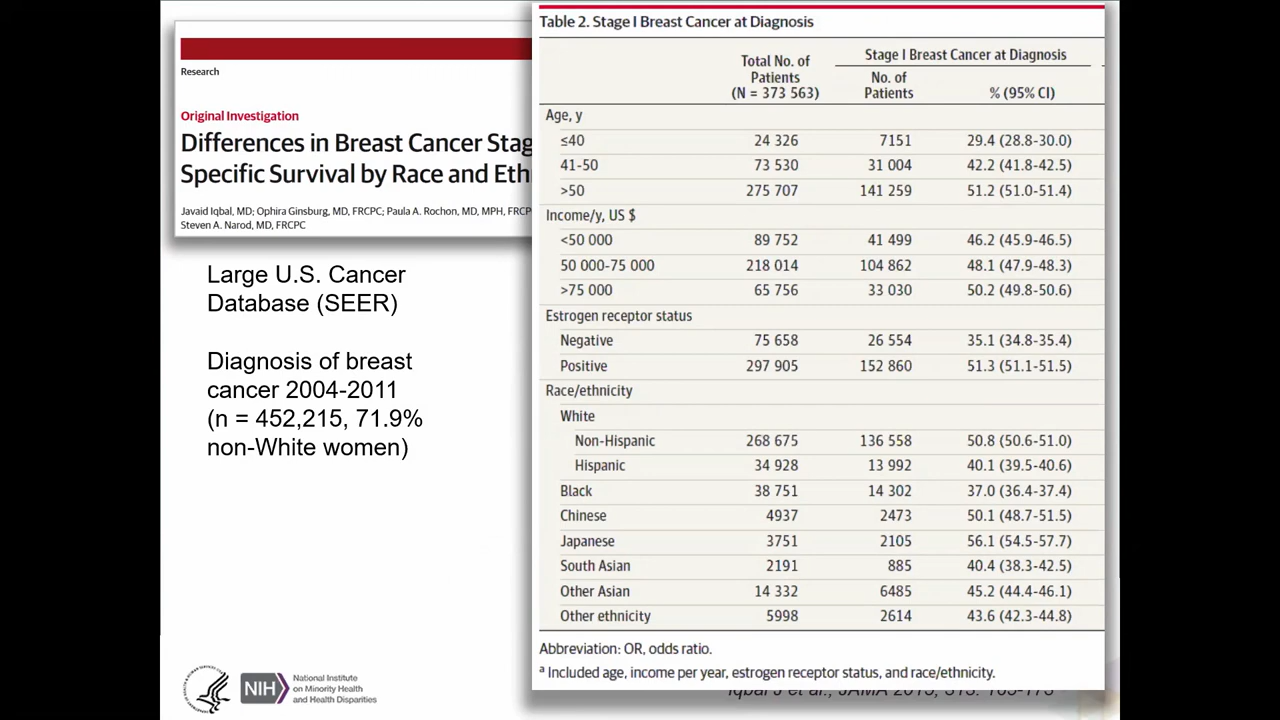 Research
Original Investigation
Differences in Breast Cancer Stag
Specific Survival by Race and Eth
Javaid Iqbal, MD; Ophira Ginsburg, MD, FRCPC; Paula A. Rochon, MD, MPH, FRCP
Steven A. Narod, MD, FRCPC
Large U.S. Cancer
Database (SEER)
Diagnosis of breast
cancer 2004-2011
(n = 452,215, 71.9%
non-White women)
NIH
National Institute
on Minority Health
and Health Disparities
Table 2. Stage I Breast Cancer at Diagnosis
Total No. of Patients (N = 373 563) Stage I Breast Cancer at Diagnosis
No. of Patients % (95% CI)
Age, y
≤40 24 326 7151 29.4 (28.8-30.0)
41-50 73 530 31 004 42.2 (41.8-42.5)
>50 275 707 141 259 51.2 (51.0-51.4)
Income/y, US $
<50 000 89 752 41 499 46.2 (45.9-46.5)
50 000-75 000 218 014 104 862 48.1 (47.9-48.3)
>75 000 65 756 33 030 50.2 (49.8-50.6)
Estrogen receptor status
Negative 75 658 26 554 35.1 (34.8-35.4)
Positive 297 905 152 860 51.3 (51.1-51.5)
Race/ethnicity
White
Non-Hispanic 268 675 136 558 50.8 (50.6-51.0)
Hispanic 34 928 13 992 40.1 (39.5-40.6)
Black 38 751 14 302 37.0 (36.4-37.4)
Chinese 4937 2473 50.1 (48.7-51.5)
Japanese 3751 2105 56.1 (54.5-57.7)
South Asian 2191 885 40.4 (38.3-42.5)
Other Asian 14 332 6485 45.2 (44.4-46.1)
Other ethnicity 5998 2614 43.6 (42.3-44.8)
Abbreviation: OR, odds ratio.
a Included age, income per year, estrogen receptor status, and race/ethnicity.